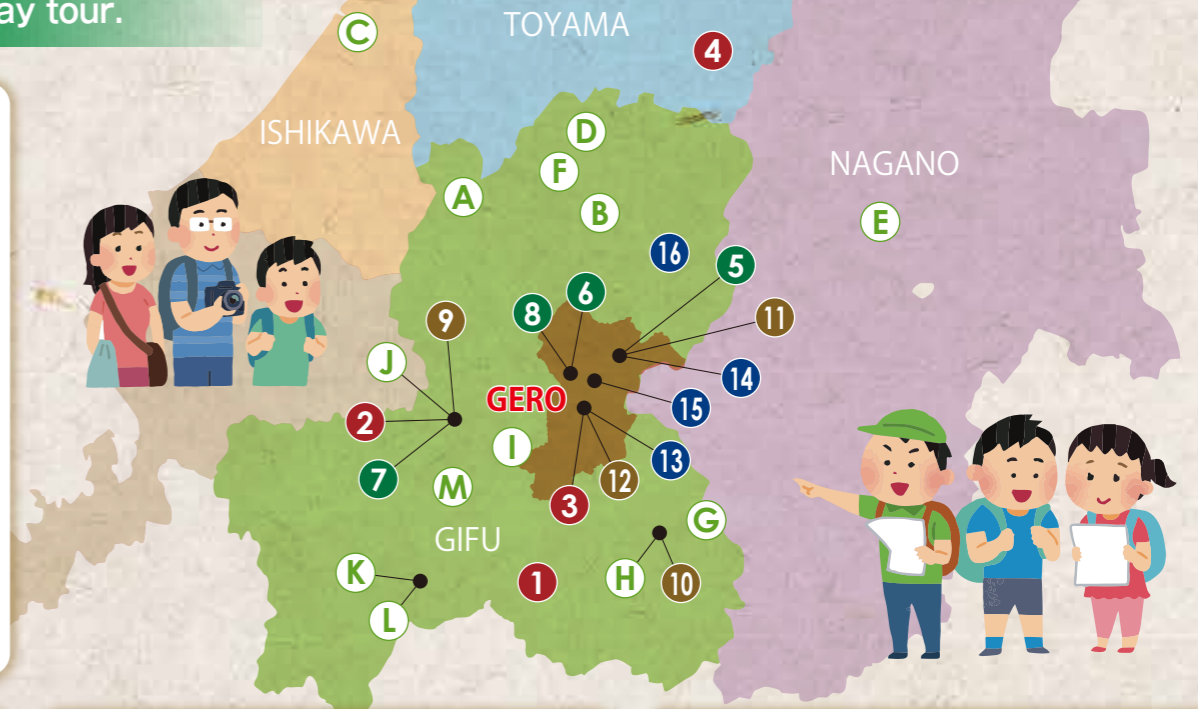 ay tour.
TOYAMA
C
4
ISHIKAWA
D
NAGANO
F
A
B
E
16
5
6
8
9
11
J
14
GERO
15
2
I
13
7
12
M
3
G
GIFU
K
1
H
10
L